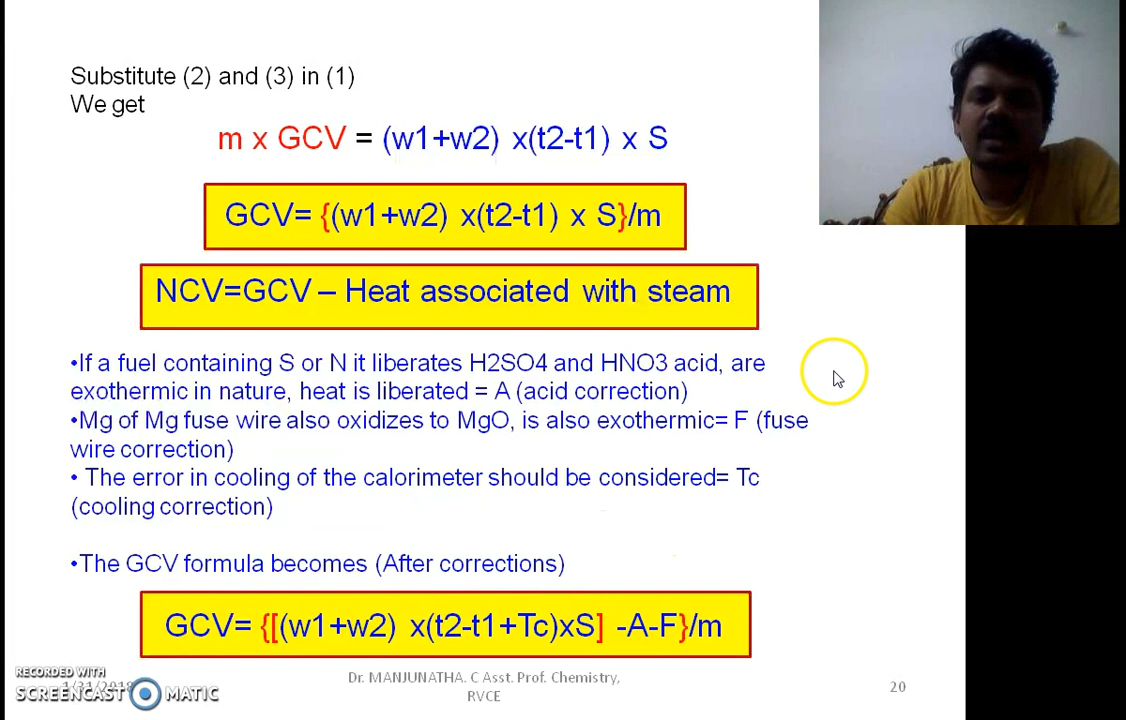 Substitute (2) and (3) in (1)
We get
m x GCV = (w1+w2) x(t2-t1) x S
GCV= {(w1+w2) x(t2-t1) x S}/m
NCV=GCV – Heat associated with steam
•If a fuel containing S or N it liberates H2SO4 and HNO3 acid, are
exothermic in nature, heat is liberated = A (acid correction)
•Mg of Mg fuse wire also oxidizes to MgO, is also exothermic= F (fuse
wire correction)
• The error in cooling of the calorimeter should be considered= Tc
(cooling correction)
•The GCV formula becomes (After corrections)
GCV= {[(w1+w2) x(t2-t1+Tc)xS] -A-F}/m
RECORDED WITH
SCREENCAST MATIC
Dr. MANJUNATHA. C Asst. Prof. Chemistry,
RVCE
20